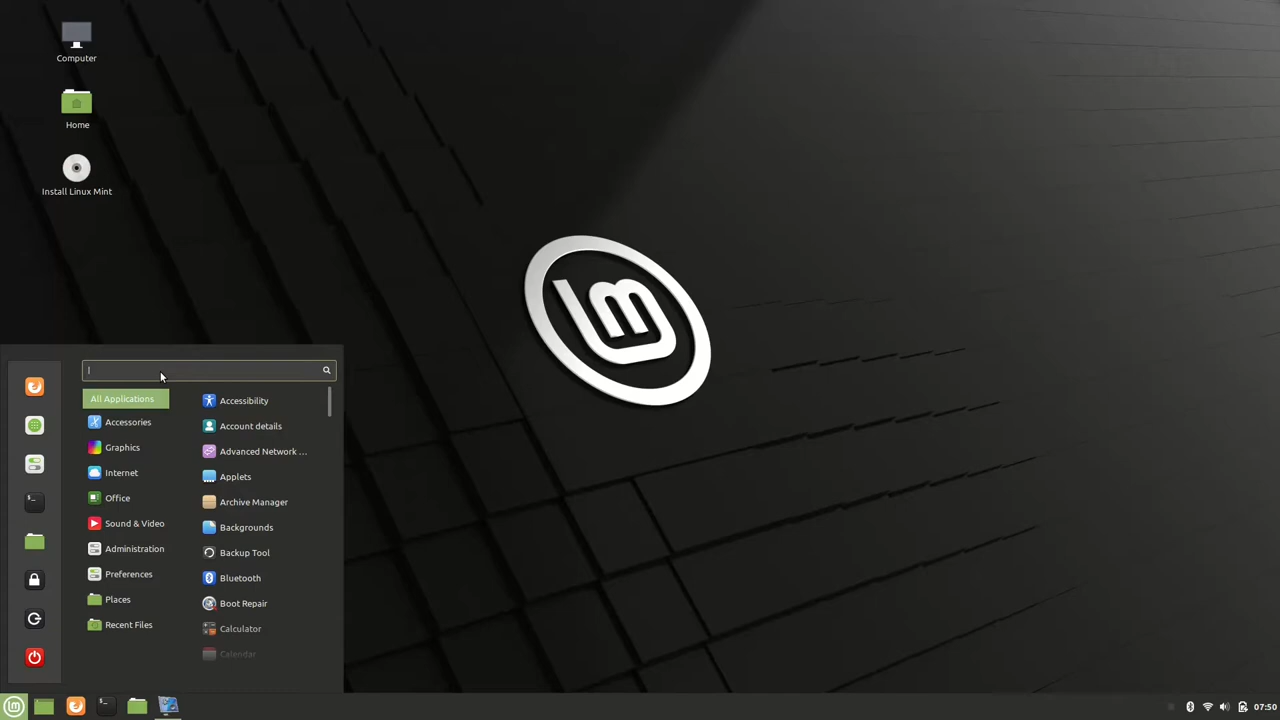 Computer
Home
Install Linux Mint
All Applications
Accessories
Graphics
Internet
Office
Sound & Video
Administration
Preferences
Places
Recent Files
Accessibility
Account details
Advanced Network ...
Applets
Archive Manager
Backgrounds
Backup Tool
Bluetooth
Boot Repair
Calculator
Calendar
07:50